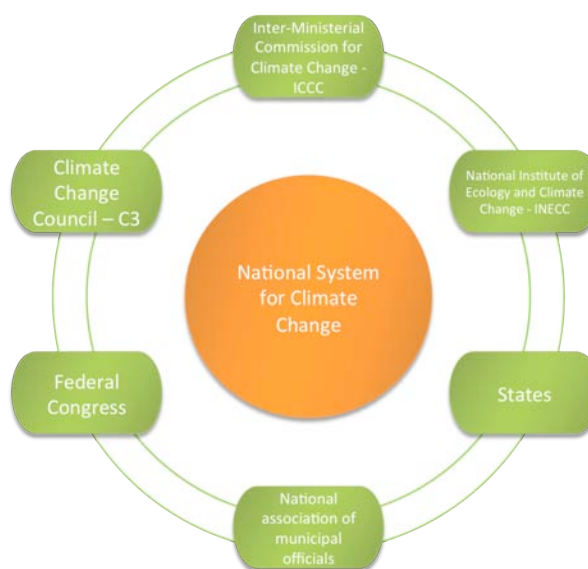 Inter-Ministerial
Commission for
Climate Change -
ICCC
Climate
Change
Council – C3
National Institute of
Ecology and Climate
Change - INECC
National System
for Climate
Change
Federal
Congress
States
National
association of
municipal
officials